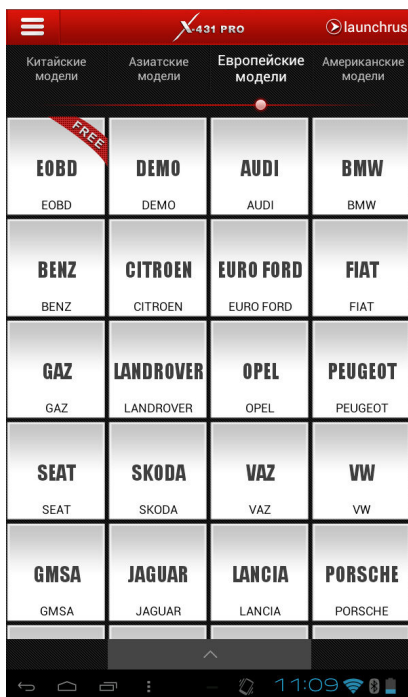 X-431 PRO
launchrus
Китайские
модели
Азиатские
модели
Европейские
модели
Американские
модели
FREE
EOBD
EOBD
DEMO
DEMO
AUDI
AUDI
BMW
BMW
BENZ
BENZ
CITROEN
CITROEN
EURO FORD
EURO FORD
FIAT
FIAT
GAZ
GAZ
LANDROVER
LANDROVER
OPEL
OPEL
PEUGEOT
PEUGEOT
SEAT
SEAT
SKODA
SKODA
VAZ
VAZ
VW
VW
GMSA
GMSA
JAGUAR
JAGUAR
LANCIA
LANCIA
PORSCHE
PORSCHE
11:09